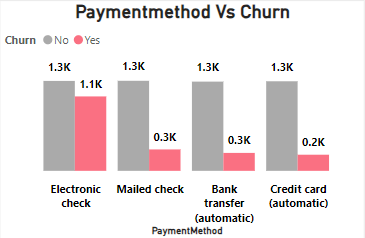 Paymentmethod Vs Churn
Churn No Yes
1.3K 1.3K 1.3K 1.3K
1.1K
0.3K 0.3K 0.2K
Electronic check
Mailed check
Bank transfer (automatic)
Credit card (automatic)
PaymentMethod